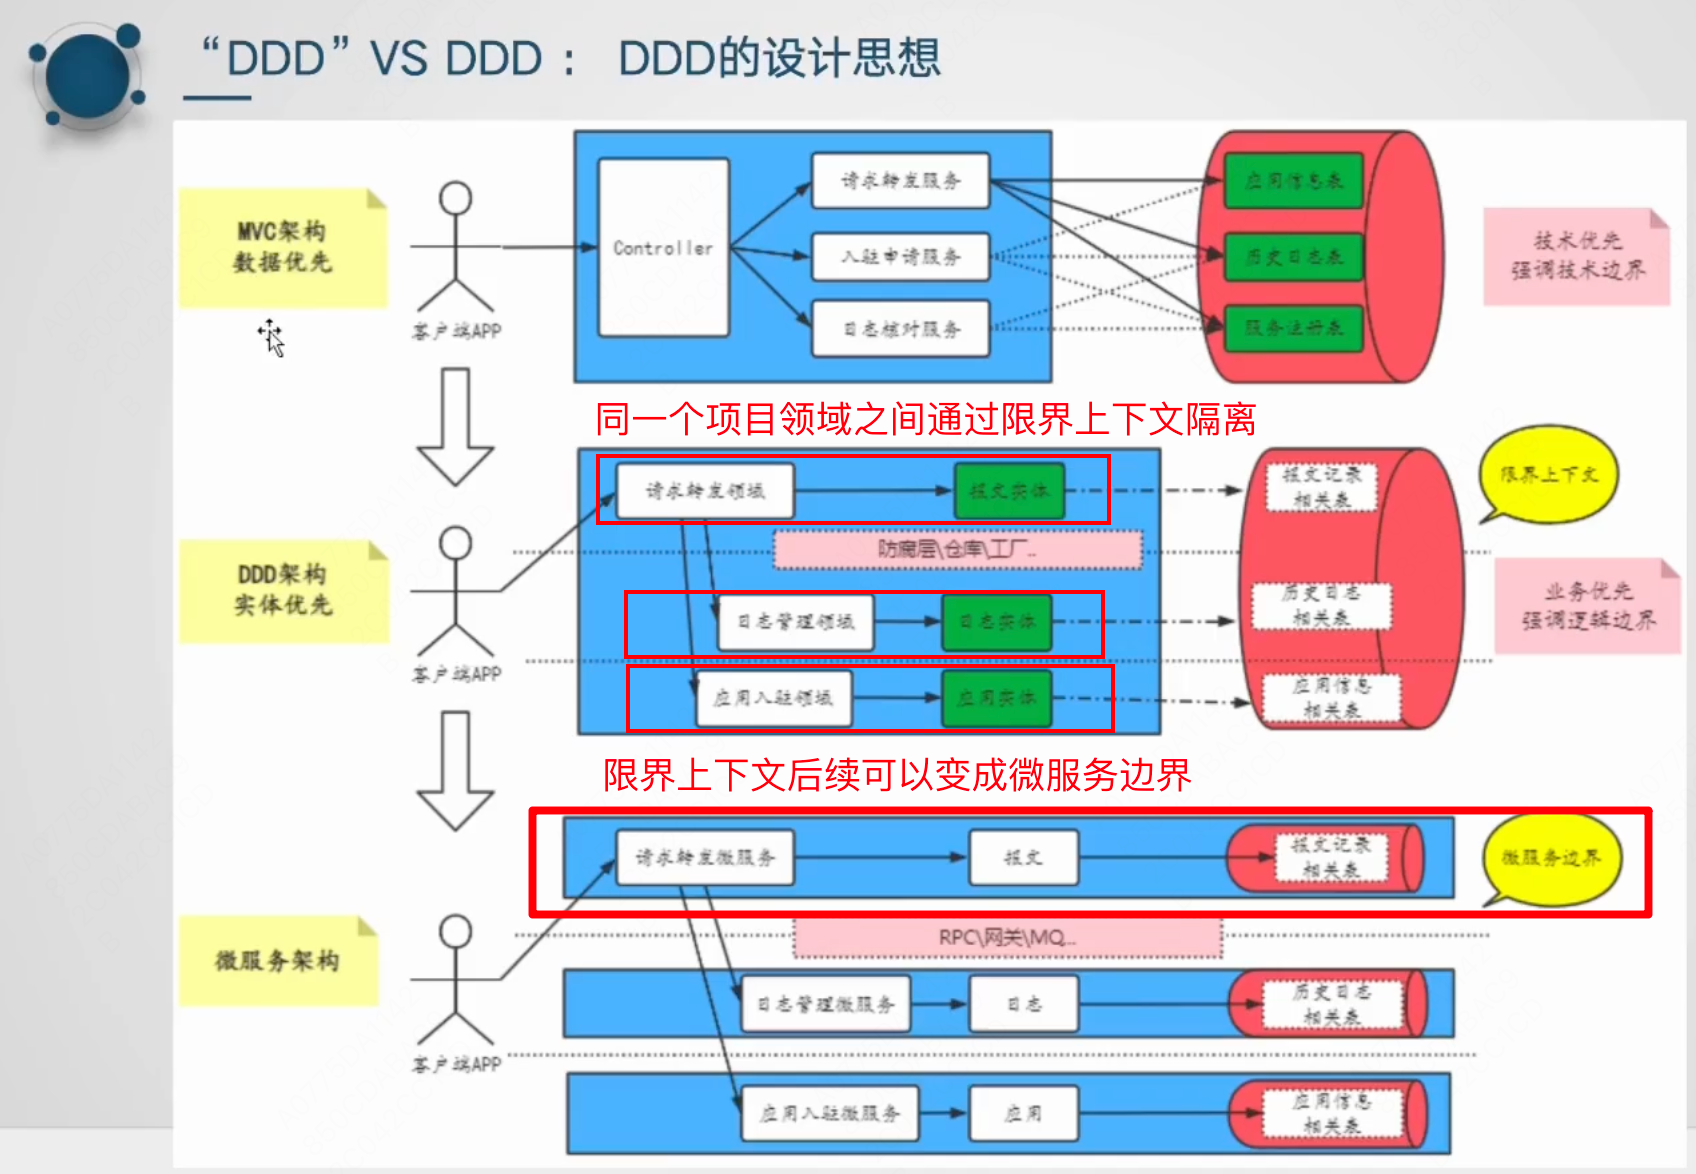 “DDD” VS DDD ： DDD的设计思想
MVC架构
数据优先
客户端APP
Controller
请求转发服务
入驻申请服务
日志核对服务
应用信息表
历史日志表
服务注册表
技术优先
强调技术边界
同一个项目领域之间通过限界上下文隔离
DDD架构
实体优先
客户端APP
请求转发领域
报文实体
防腐层\仓库\工厂..
日志管理领域
日志实体
应用入驻领域
应用实体
报文记录
相关表
历史日志
相关表
应用信息
相关表
限界上下文
业务优先
强调逻辑边界
限界上下文后续可以变成微服务边界
微服务架构
客户端APP
请求转发微服务
报文
报文记录
相关表
微服务边界
RPC\网关\MQ...
日志管理微服务
日志
历史日志
相关表
应用入驻微服务
应用
应用信息
相关表